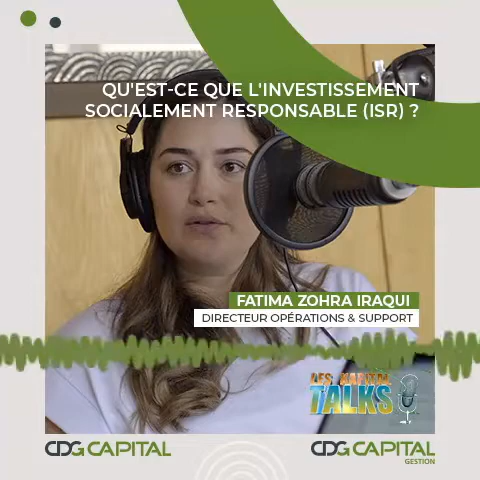 QU'EST-CE QUE L'INVESTISSEMENT
SOCIALEMENT RESPONSABLE (ISR) ?
FATIMA ZOHRA IRAQUI
DIRECTEUR OPÉRATIONS & SUPPORT
LES KAPITAL
TALKS
CDG CAPITAL
CDG CAPITAL
GESTION